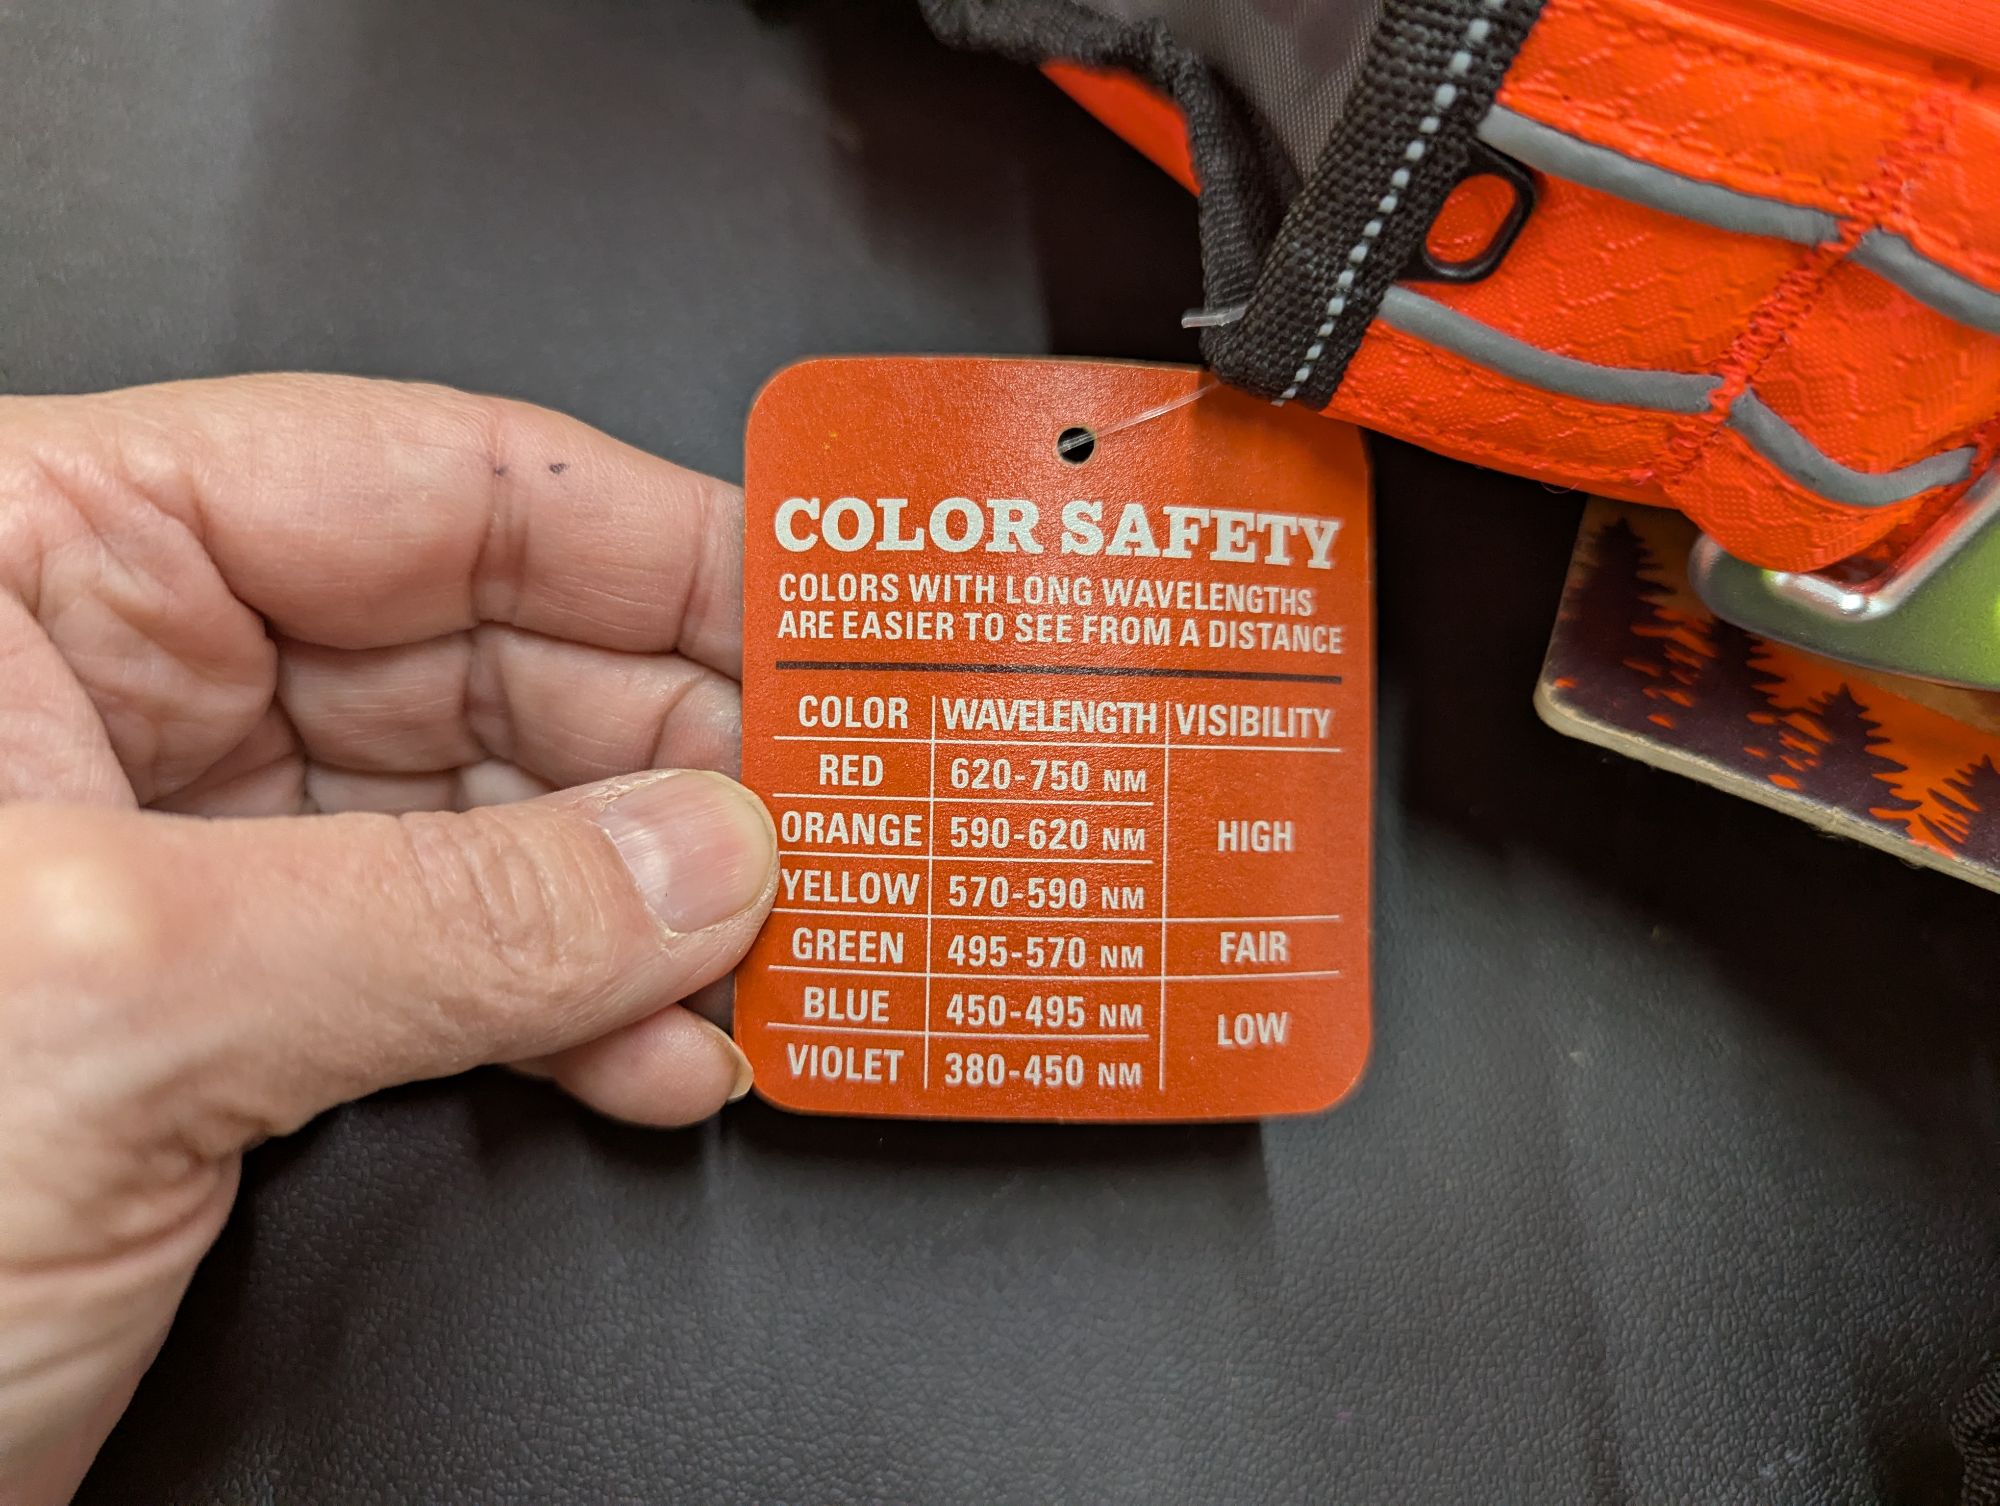 COLOR SAFETY
COLORS WITH LONG WAVELENGTHS
ARE EASIER TO SEE FROM A DISTANCE
COLOR WAVELENGTH VISIBILITY
RED 620-750 NM
ORANGE 590-620 NM HIGH
YELLOW 570-590 NM
GREEN 495-570 NM FAIR
BLUE 450-495 NM
LOW
VIOLET 380-450 NM